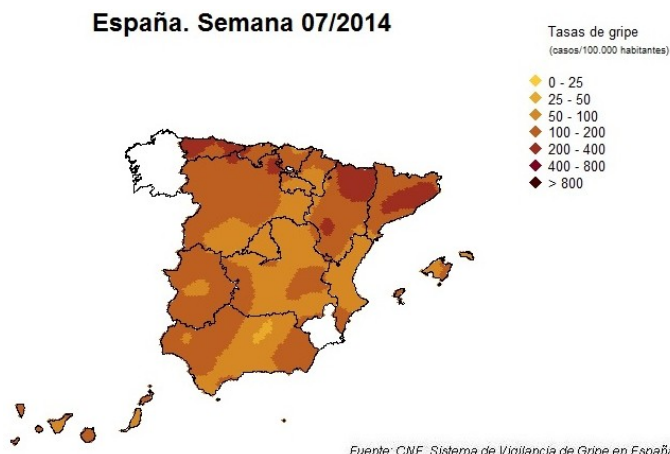 España. Semana 07/2014
Tasas de gripe
(casos/100.000 habitantes)
0 - 25
25 - 50
50 - 100
100 - 200
200 - 400
400 - 800
> 800
Fuente: CNE. Sistema de Vigilancia de Gripe en España